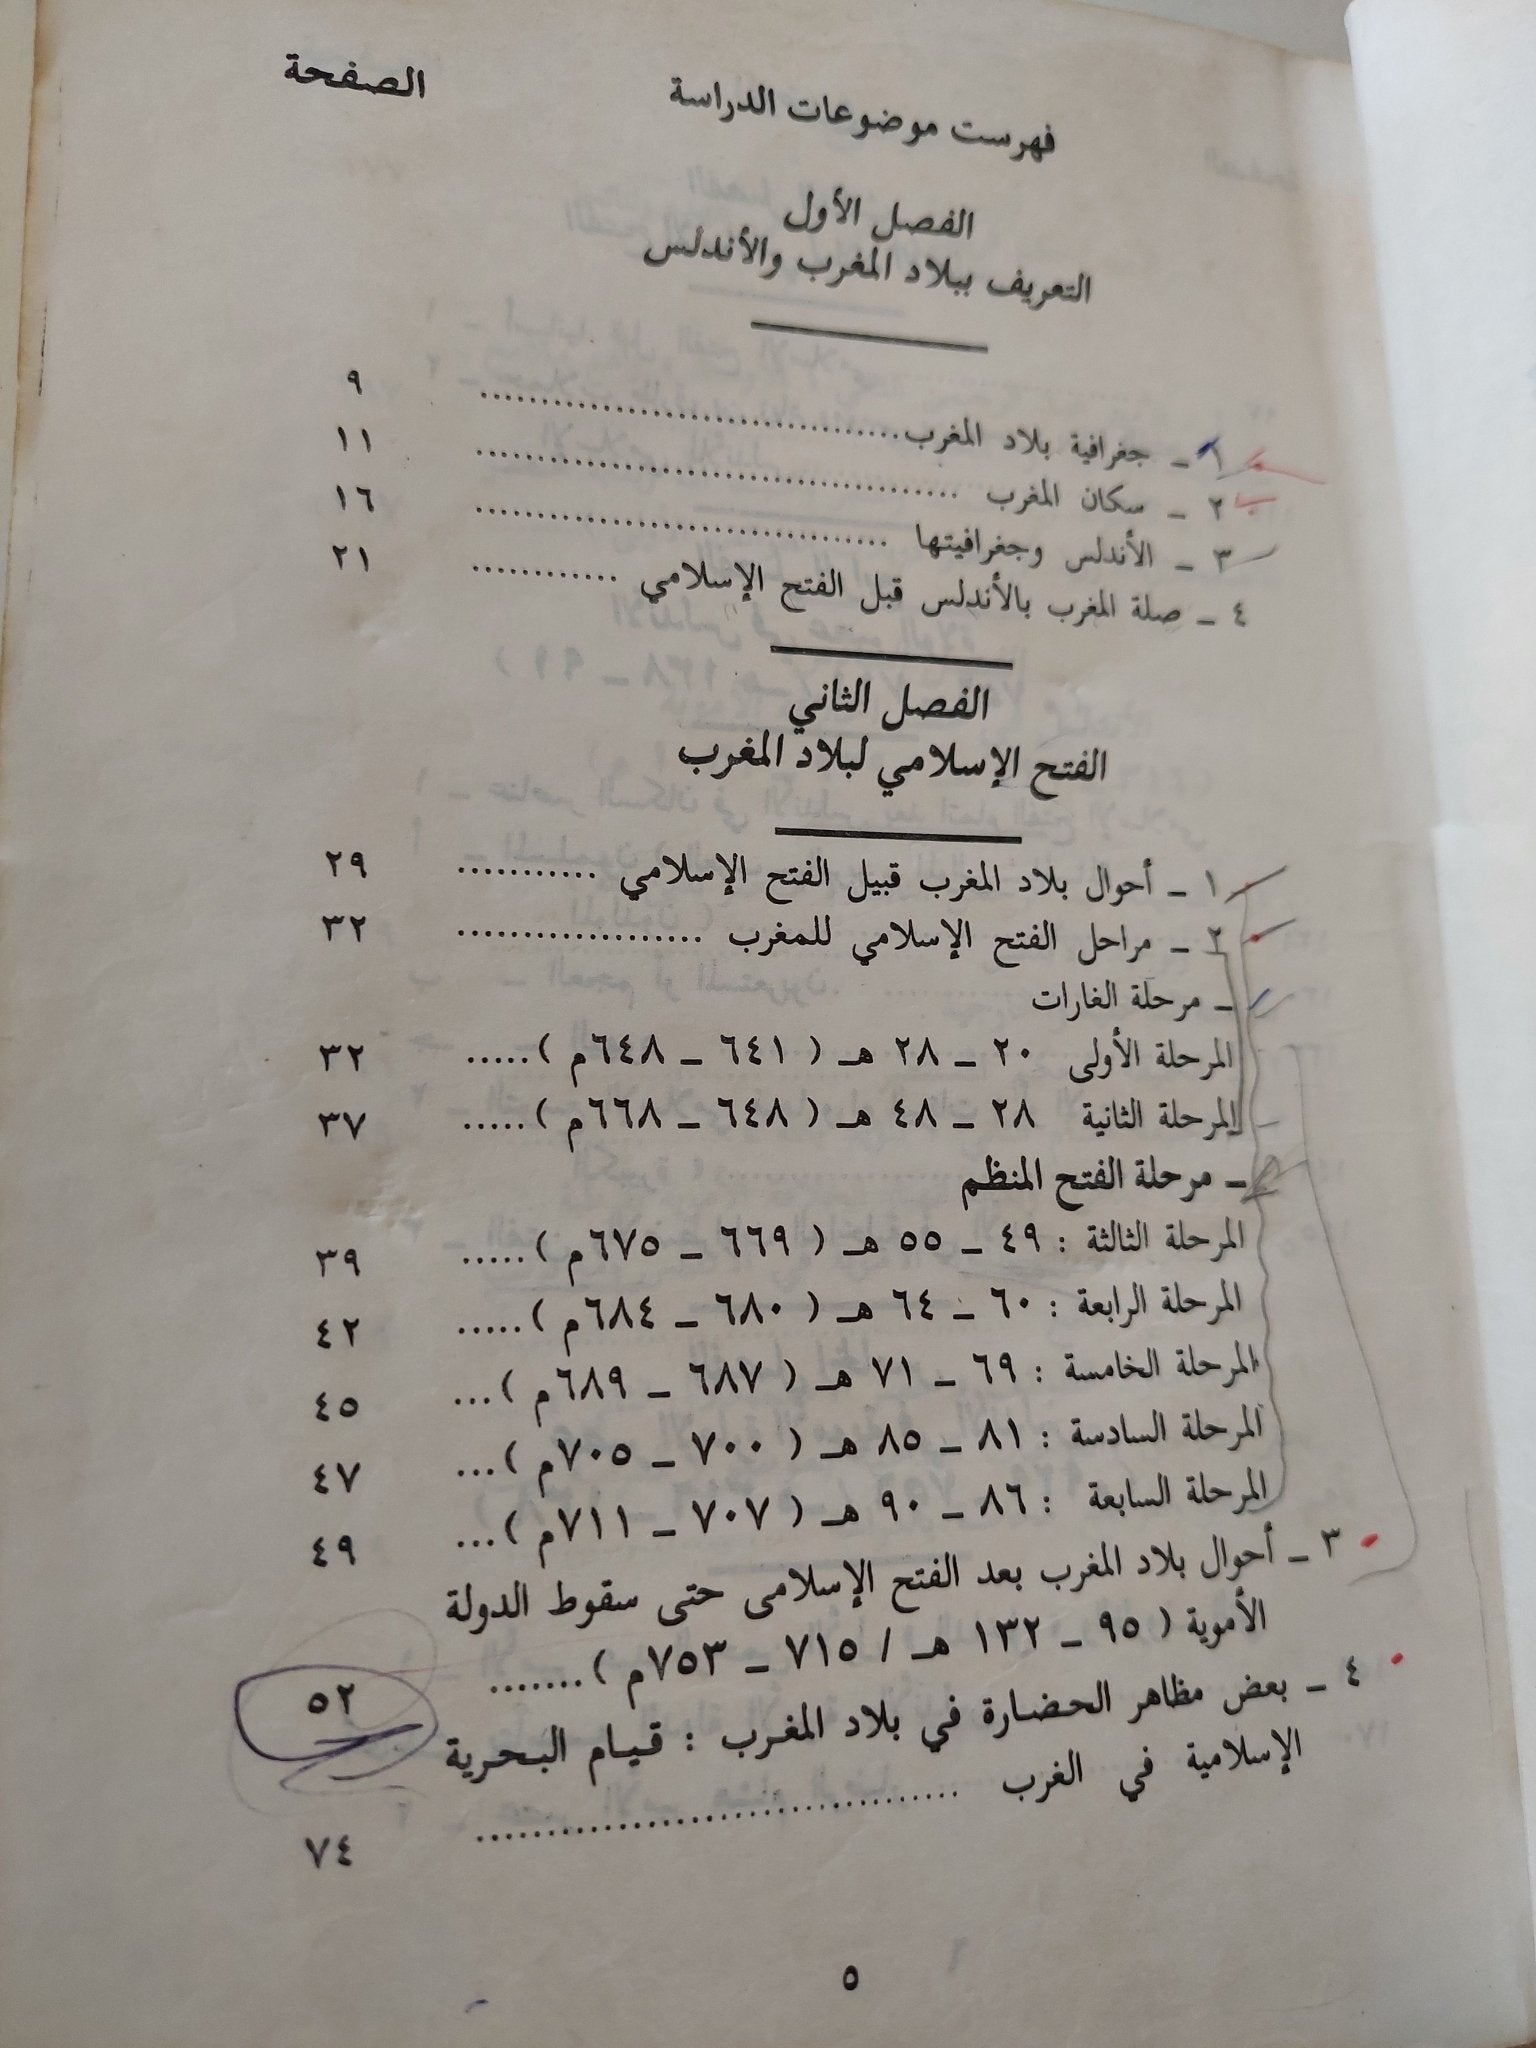 الصفحة
فهرست موضوعات الدراسة
الفصل الأول
التعريف ببلاد المغرب والأندلس
١ ـ جغرافية بلاد المغرب........................................ ٩
٢ ـ سكان المغرب ........................................ ١١
٣ ـ الأندلس وجغرافيتها ................................... ١٦
٤ ـ صلة المغرب بالأندلس قبل الفتح الإسلامي ............ ٢١
الفصل الثاني
الفتح الإسلامي لبلاد المغرب
١ ـ أحوال بلاد المغرب قبيل الفتح الإسلامي ........... ٢٩
٢ ـ مراحل الفتح الإسلامي للمغرب ................... ٣٢
ـ مرحلة الغارات
المرحلة الأولى ٢٠ ـ ٢٨ هـ ( ٦٤١ ـ ٦٤٨م )..... ٣٢
المرحلة الثانية ٢٨ ـ ٤٨ هـ ( ٦٤٨ ـ ٦٦٨م )..... ٣٧
ـ مرحلة الفتح المنظم
المرحلة الثالثة : ٤٩ ـ ٥٥ هـ ( ٦٦٩ ـ ٦٧٥م )..... ٣٩
المرحلة الرابعة : ٦٠ ـ ٦٤ هـ ( ٦٨٠ ـ ٦٨٤م )..... ٤٢
المرحلة الخامسة : ٦٩ ـ ٧١ هـ ( ٦٨٧ ـ ٦٨٩م )... ٤٥
المرحلة السادسة : ٨١ ـ ٨٥ هـ ( ٧٠٠ ـ ٧٠٥م )... ٤٧
المرحلة السابعة : ٨٦ ـ ٩٠ هـ ( ٧٠٧ ـ ٧١١م )... ٤٩
٣ ـ أحوال بلاد المغرب بعد الفتح الإسلامى حتى سقوط الدولة
الأموية ( ٩٥ ـ ١٣٢ هـ / ٧١٥ ـ ٧٥٣م )....... ٥٢
٤ ـ بعض مظاهر الحضارة في بلاد المغرب : قيام البحرية
الإسلامية في الغرب ........................................ ٧٤
٥